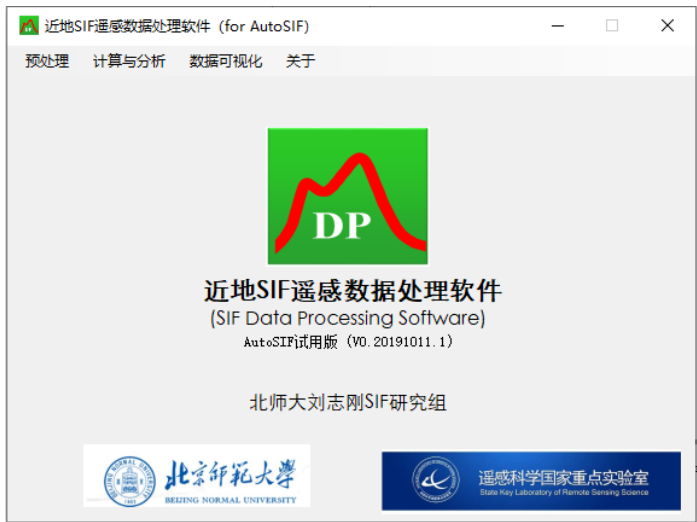 近地SIF遥感数据处理软件（for AutoSIF）
预处理 计算与分析 数据可视化 关于
DP
近地SIF遥感数据处理软件
(SIF Data Processing Software)
AutoSIF试用版（V0.20191011.1）
北师大刘志刚SIF研究组
北京师范大学
BEIJING NORMAL UNIVERSITY
遥感科学国家重点实验室
State Key Laboratory of Remote Sensing Science